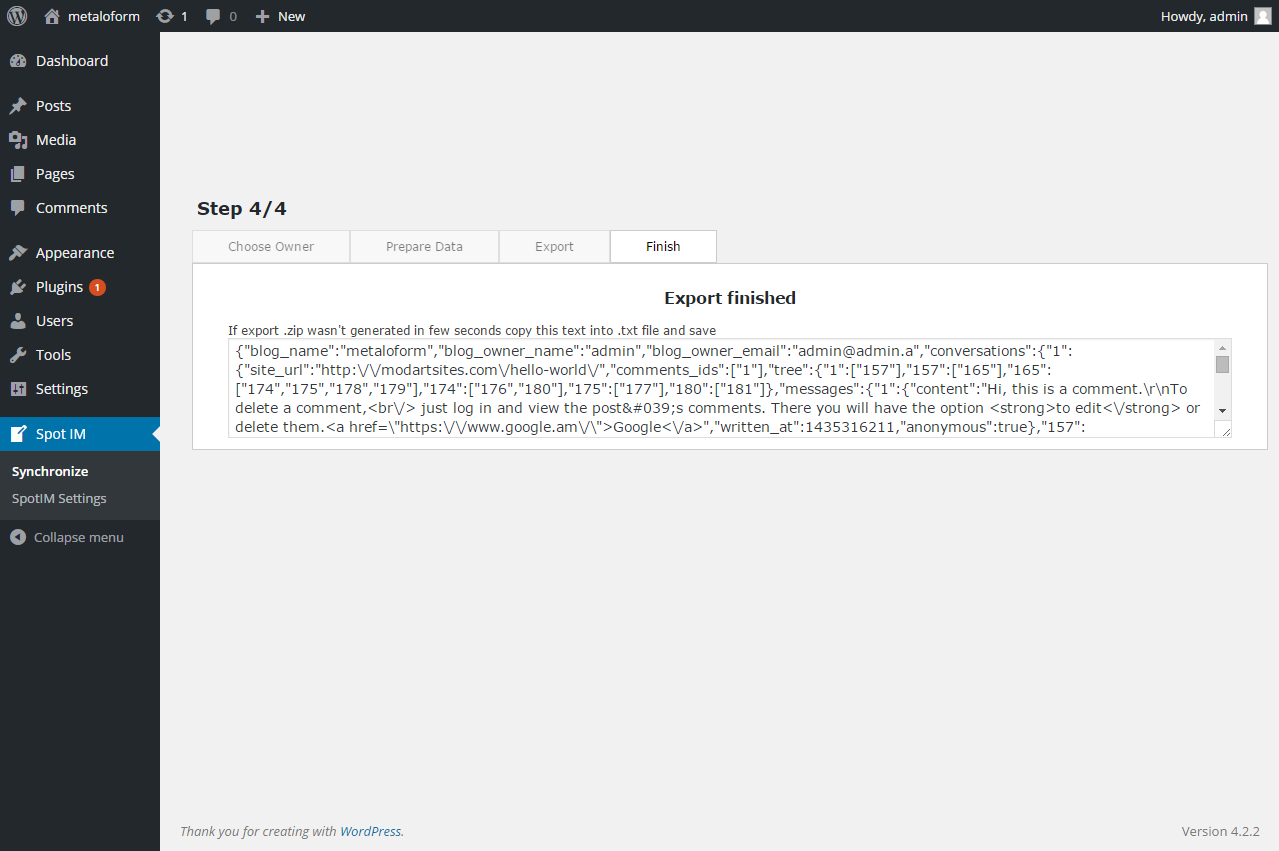 metaloform 1 0 New Howdy, admin
Dashboard
Posts
Media
Pages
Comments
Appearance
Plugins 1
Users
Tools
Settings
Spot IM
Synchronize
SpotIM Settings
Collapse menu
Step 4/4
Choose Owner Prepare Data Export Finish
Export finished
If export .zip wasn't generated in few seconds copy this text into .txt file and save
{"blog_name":"metaloform","blog_owner_name":"admin","blog_owner_email":"admin@admin.a","conversations":{"1":
{"site_url":"http:\/\/modartsites.com\/hello-world\/","comments_ids":["1"],"tree":{"1":["157"],"157":["165"],"165":
["174","175","178","179"],"174":["176","180"],"175":["177"],"180":["181"]},"messages":{"1":{"content":"Hi, this is a comment.\r\nTo
delete a comment,<br\/> just log in and view the post&#039;s comments. There you will have the option <strong>to edit<\/strong> or
delete them.<a href=\"https:\/\/www.google.am\/\">Google<\/a>","written_at":1435316211,"anonymous":true},"157":
Thank you for creating with WordPress. Version 4.2.2